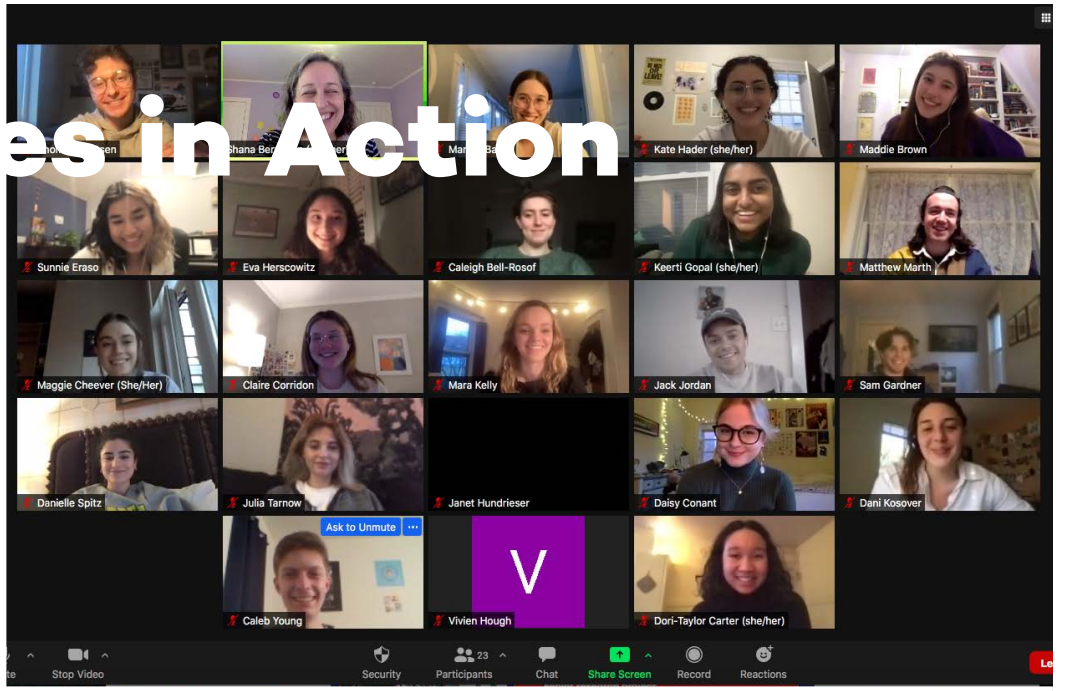 es in Action
Kate Hader (she/her)
Maddie Brown
Sunnie Eraso
Eva Herscowitz
Caleigh Bell-Rosof
Keerti Gopal (she/her)
Matthew Marth
Maggie Cheever (She/Her)
Claire Corridon
Mara Kelly
Jack Jordan
Sam Gardner
Danielle Spitz
Julia Tarnow
Janet Hundrieser
Daisy Conant
Dani Kosover
Ask to Unmute
V
Caleb Young
Vivien Hough
Dori-Taylor Carter (she/her)
23
Stop Video
Security
Participants
Chat
Share Screen
Record
Reactions
Le